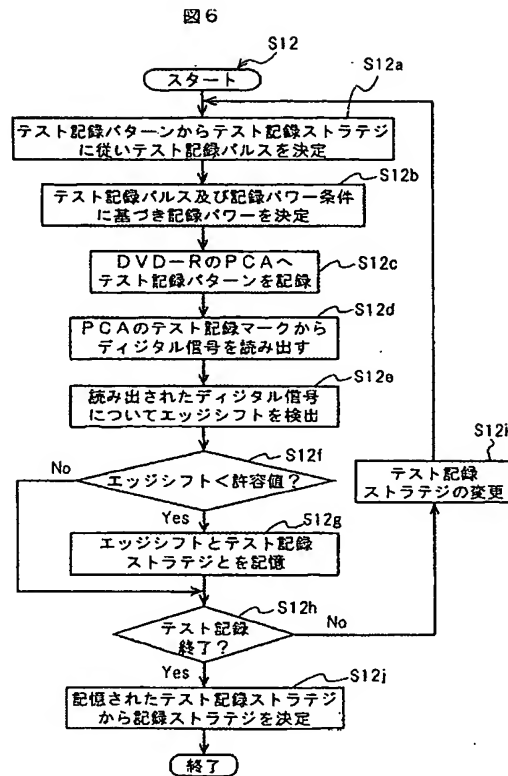 図6
S12
スタート
S12a
テスト記録パターンからテスト記録ストラテジ
に従いテスト記録パルスを決定
S12b
テスト記録パルス及び記録パワー条件
に基づき記録パワーを決定
DVD-RのPCAへ
テスト記録パターンを記録
S12c
PCAのテスト記録マークから
ディジタル信号を読み出す
S12d
読み出されたディジタル信号
についてエッジシフトを検出
S12e
エッジシフト<許容値?
S12f
No
Yes
エッジシフトとテスト記録
ストラテジとを記憶
S12g
テスト記録
ストラテジの変更
テスト記録
終了?
S12h
No
Yes
記憶されたテスト記録ストラテジ
から記録ストラテジを決定
S12j
終了